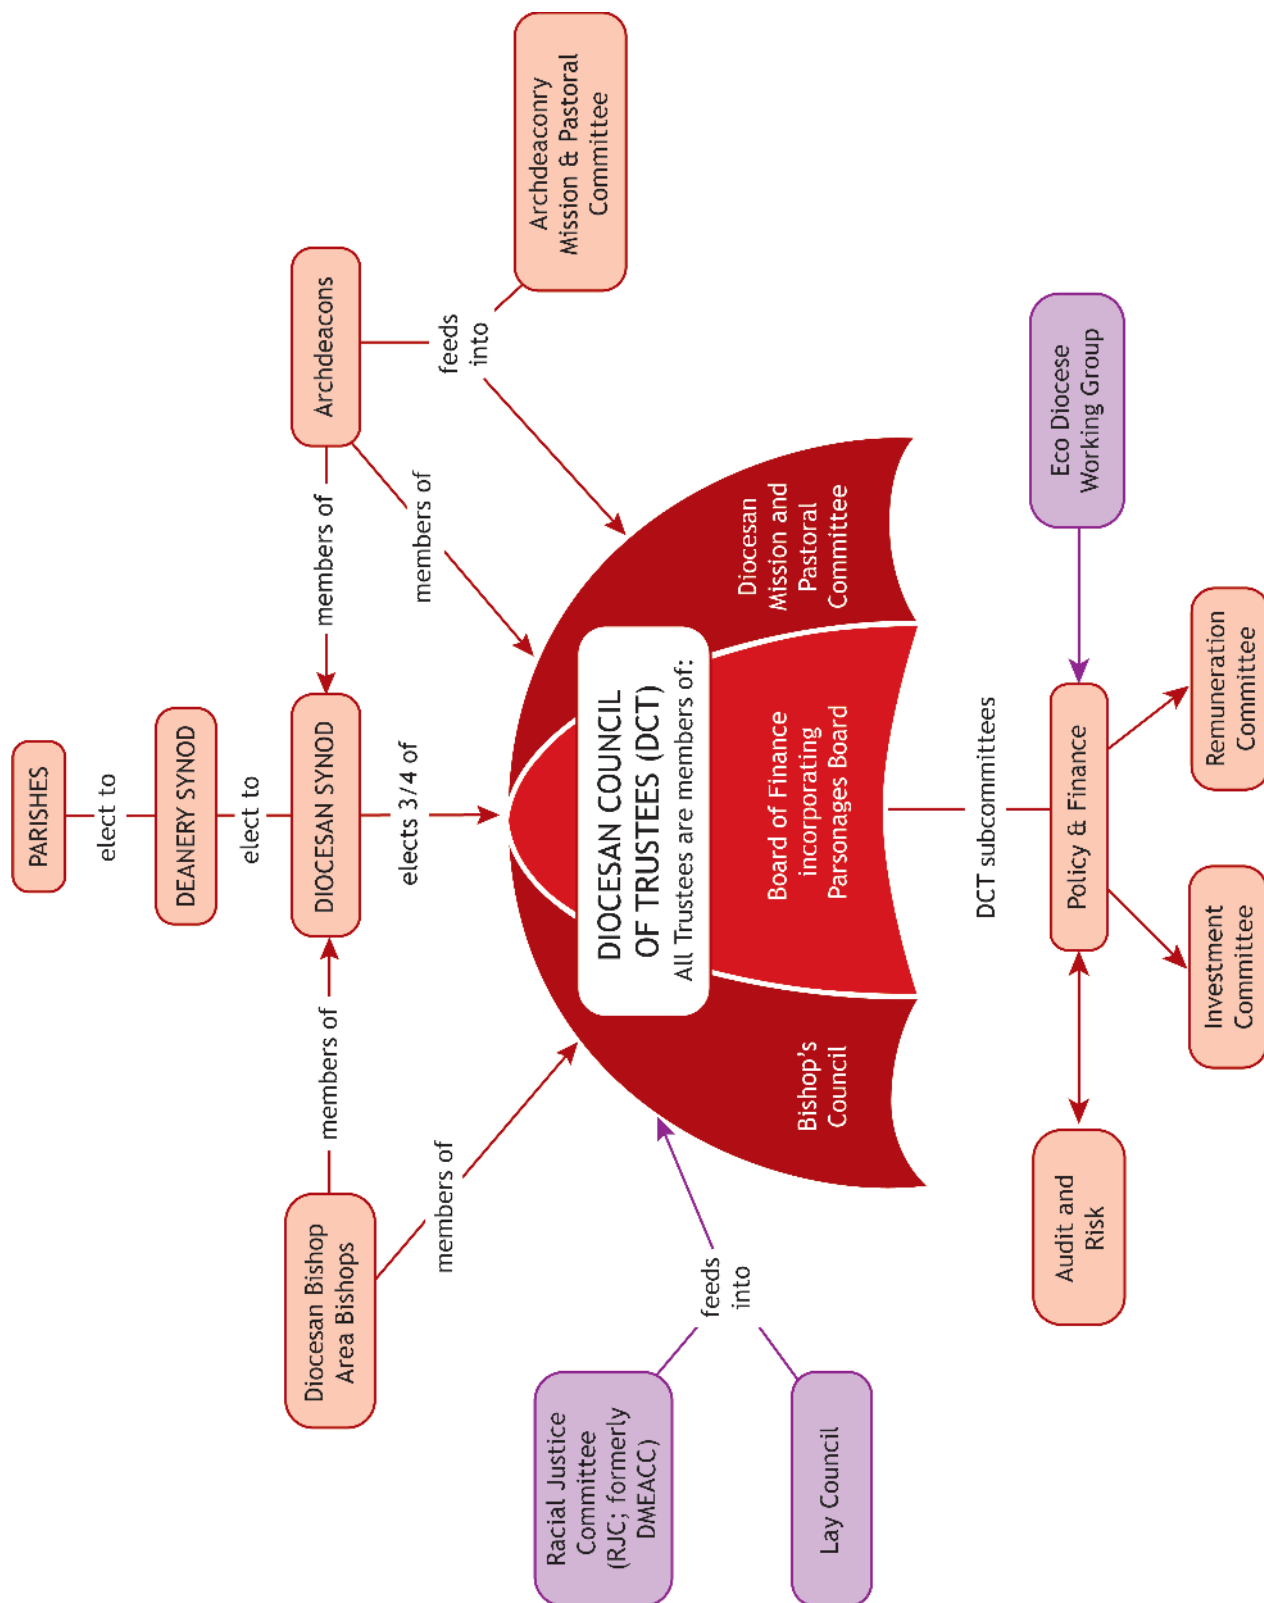 PARISHES
elect to
DEANERY SYNOD
elect to
Diocesan Bishop
Area Bishops
members of
DIOCESAN SYNOD
members of
Archdeacons
members of
elects 3/4 of
members of
feeds
into
Archdeaconry
Mission & Pastoral
Committee
Racial Justice
Committee
(RJC; formerly
DMEACC)
feeds
into
Lay Council
DIOCESAN COUNCIL
OF TRUSTEES (DCT)
All Trustees are members of:
Bishop's
Council
Board of Finance
incorporating
Parsonages Board
Diocesan
Mission and
Pastoral
Committee
DCT subcommittees
Audit and
Risk
Policy & Finance
Eco Diocese
Working Group
Investment
Committee
Remuneration
Committee